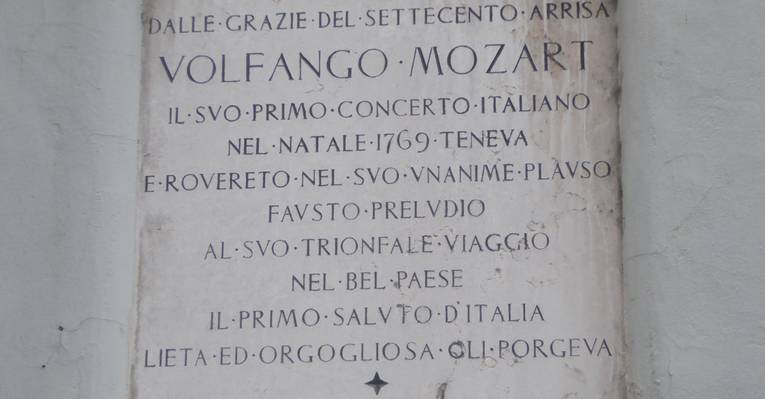 DALLE·GRAZIE·DEL·SETTECENTO·ARRISA
VOLFANGO·MOZART
IL·SVO·PRIMO·CONCERTO·ITALIANO
NEL·NATALE·1769·TENEVA
E·ROVERETO·NEL·SVO·VNANIME·PLAVSO
FAVSTO·PRELVDIO
AL·SVO·TRIONFALE·VIAGGIO
NEL·BEL·PAESE
IL·PRIMO·SALVTO·D'ITALIA
LIETA·ED·ORGOGLIOSA·GLI·PORGEVA